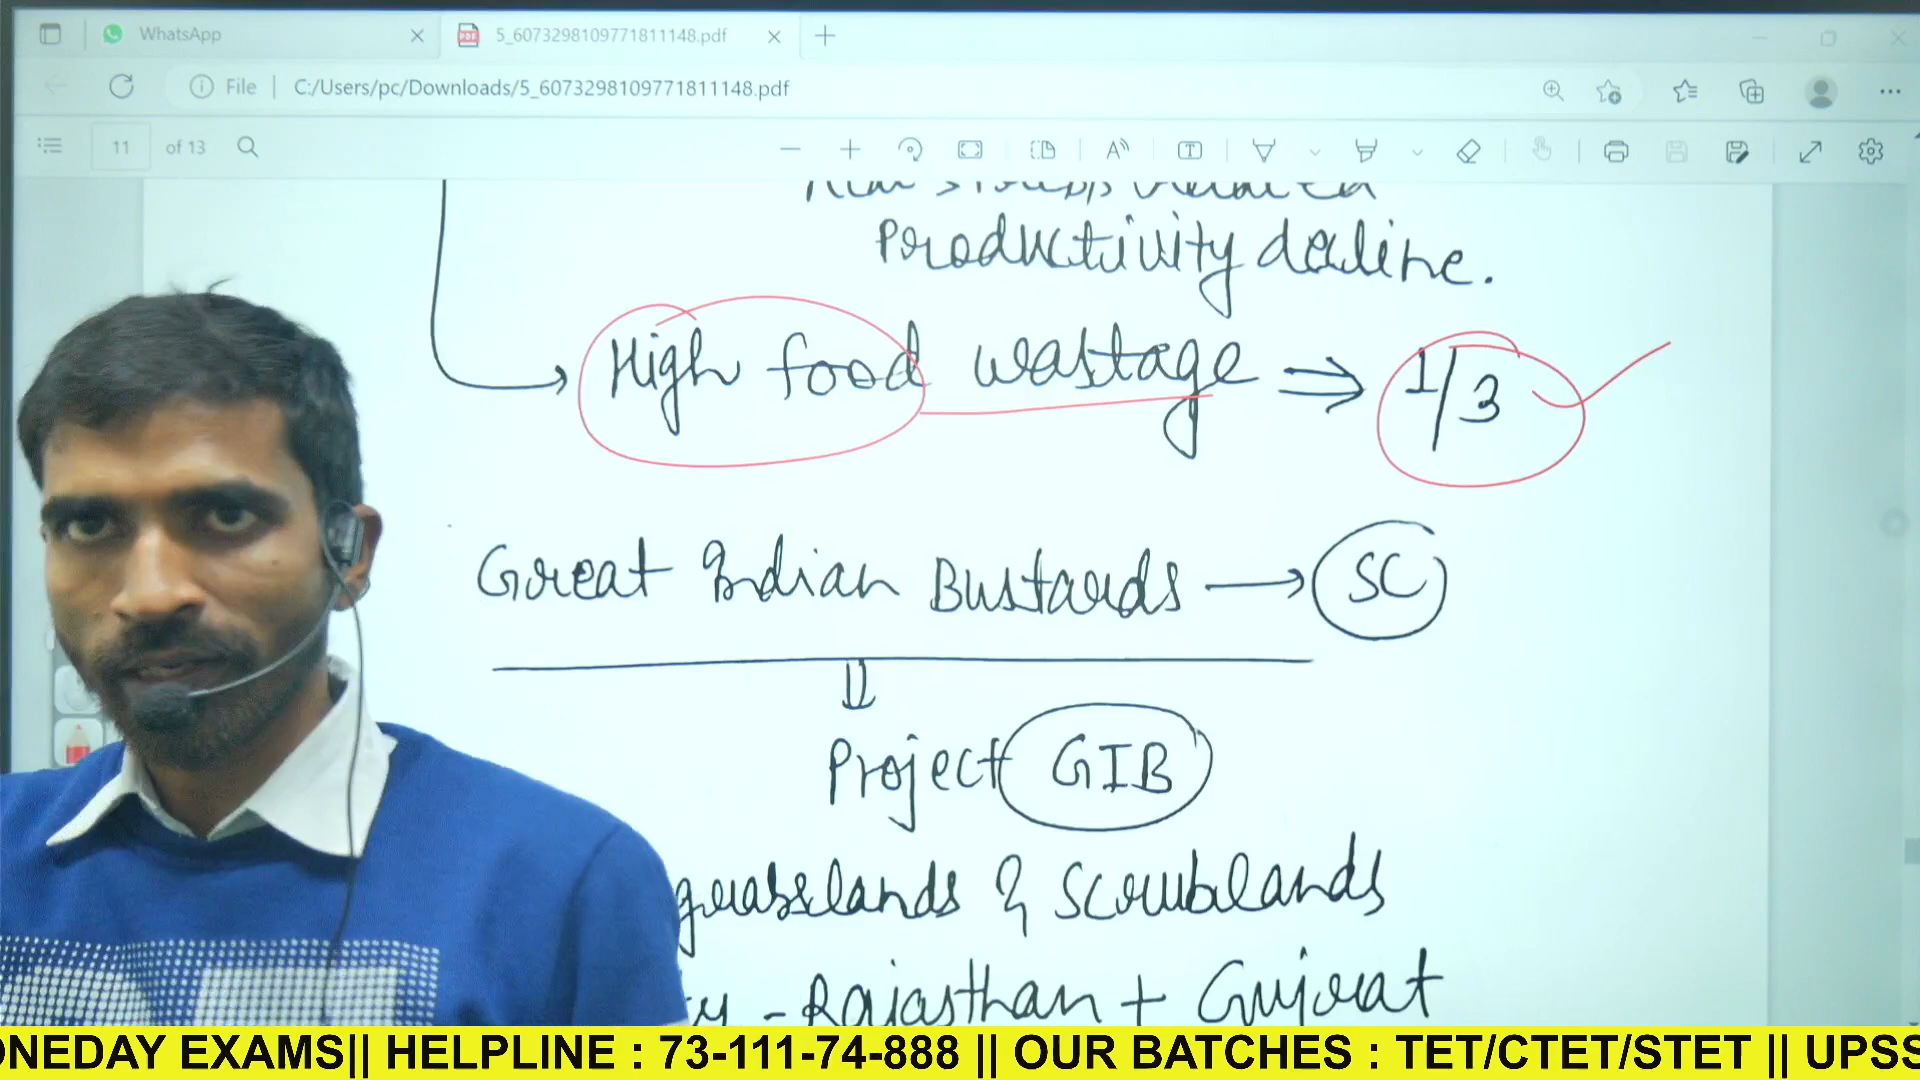 WhatsApp
5_6073298109771811148.pdf
File
C:/Users/pc/Downloads/5_6073298109771811148.pdf
11 of 13
Productivity decline.
High food wastage ⇒ 1/3
Great Indian Bustards → SC
Project GIB
grasslands & Scrublands
- Rajasthan + Gujarat
ONEDAY EXAMS|| HELPLINE : 73-111-74-888 || OUR BATCHES : TET/CTET/STET || UPSS